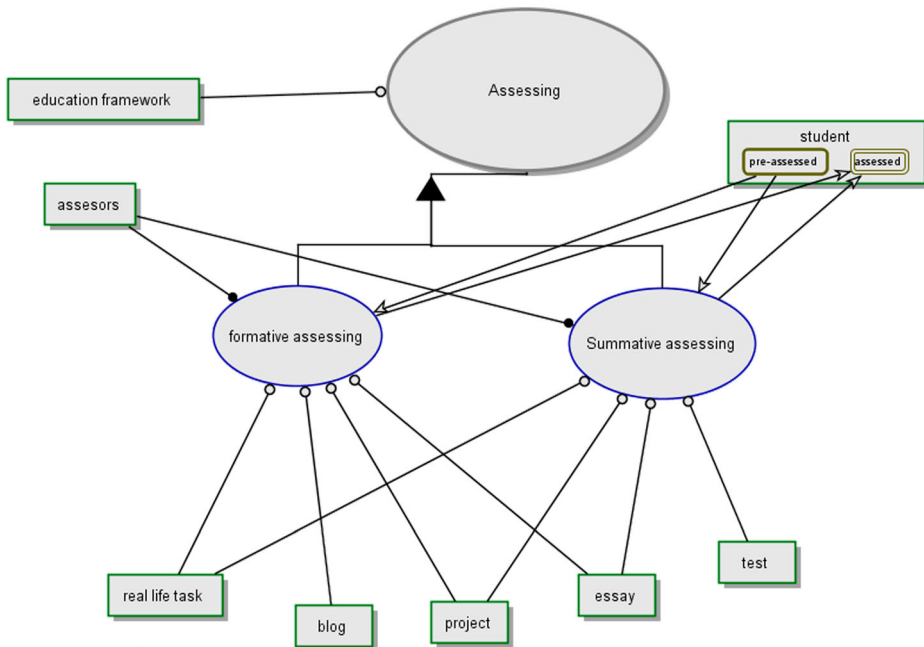 Assessing
education framework
student
pre-assessed
assessed
assesors
formative assessing
Summative assessing
real life task
blog
project
essay
test